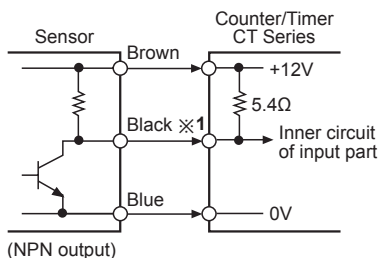 Counter/Timer
Sensor
CT Series
Brown
+12V
5.4Ω
Black ※1
Inner circuit
of input part
Blue
0V
(NPN output)